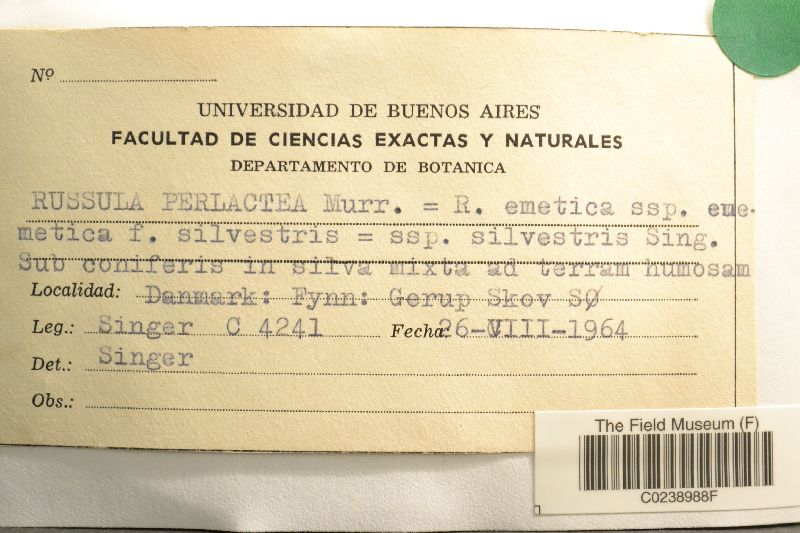 Nº
UNIVERSIDAD DE BUENOS AIRES
FACULTAD DE CIENCIAS EXACTAS Y NATURALES
DEPARTAMENTO DE BOTANICA
RUSSULA PERLACTEA Murr. = R. emetica ssp. eme-
metica f. silvestris = ssp. silvestris Sing.
Sub coniferis in silva mixta ad terram humosam
Localidad: Danmark: Fynn: Gerup Skov SØ
Leg.: Singer C 4241 Fecha: 26-VIII-1964
Det.: Singer
Obs.:
The Field Museum (F)
C0238988F